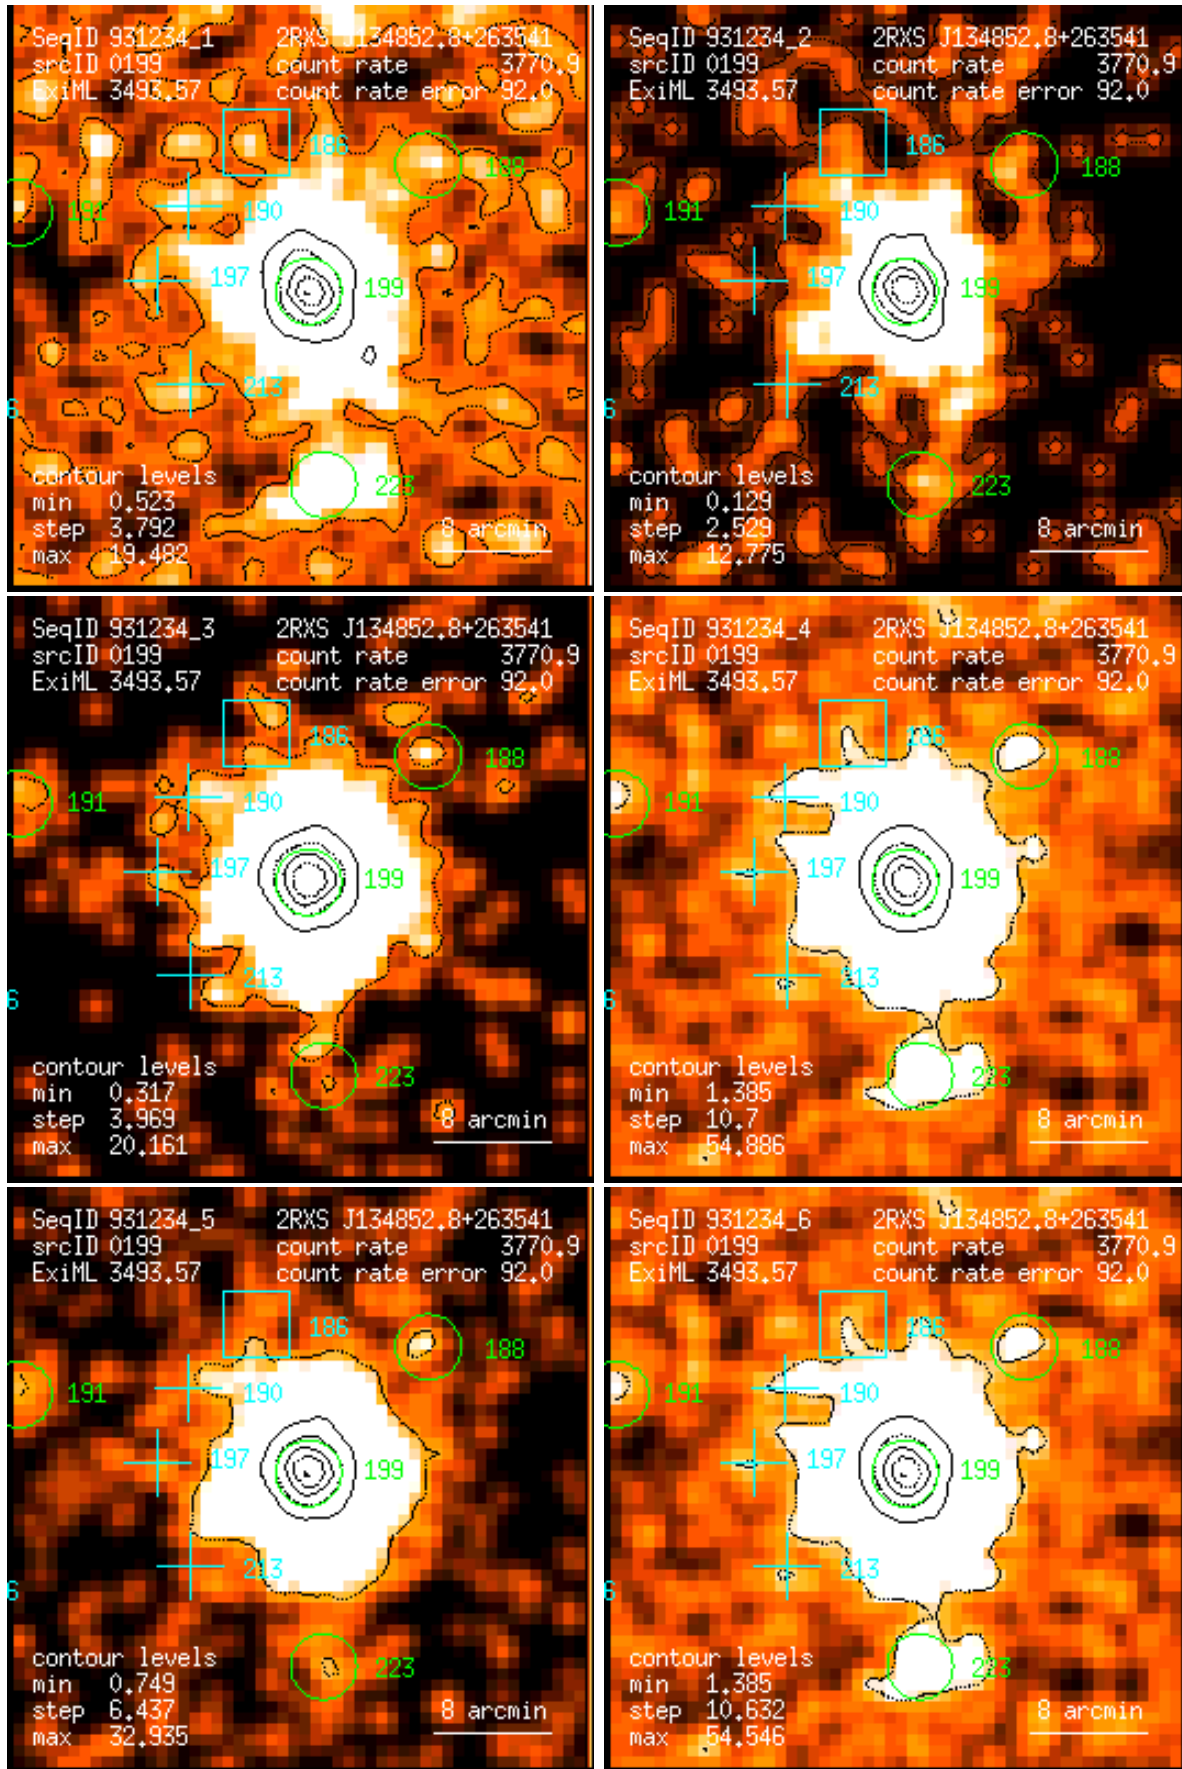 SeqID 931234_1 2RXS J134852.8+263541
srcID 0199 count rate 3770.9
ExiML 3493.57 count rate error 92.0
186
188
191
190
197
199
213
6
223
contour levels
min 0.523
step 3.792
max 19.482
8 arcmin
SeqID 931234_2 2RXS J134852.8+263541
srcID 0199 count rate 3770.9
ExiML 3493.57 count rate error 92.0
186
188
191
190
197
199
213
6
223
contour levels
min 0.129
step 2.529
max 12.775
8 arcmin
SeqID 931234_3 2RXS J134852.8+263541
srcID 0199 count rate 3770.9
ExiML 3493.57 count rate error 92.0
186
188
191
190
197
199
213
6
223
contour levels
min 0.317
step 3.969
max 20.161
8 arcmin
SeqID 931234_4 2RXS J134852.8+263541
srcID 0199 count rate 3770.9
ExiML 3493.57 count rate error 92.0
186
188
191
190
197
199
213
6
223
contour levels
min 1.385
step 10.7
max 54.886
8 arcmin
SeqID 931234_5 2RXS J134852.8+263541
srcID 0199 count rate 3770.9
ExiML 3493.57 count rate error 92.0
186
188
191
190
197
199
213
6
223
contour levels
min 0.749
step 6.437
max 32.935
8 arcmin
SeqID 931234_6 2RXS J134852.8+263541
srcID 0199 count rate 3770.9
ExiML 3493.57 count rate error 92.0
186
188
191
190
197
199
213
6
223
contour levels
min 1.385
step 10.632
max 54.546
8 arcmin